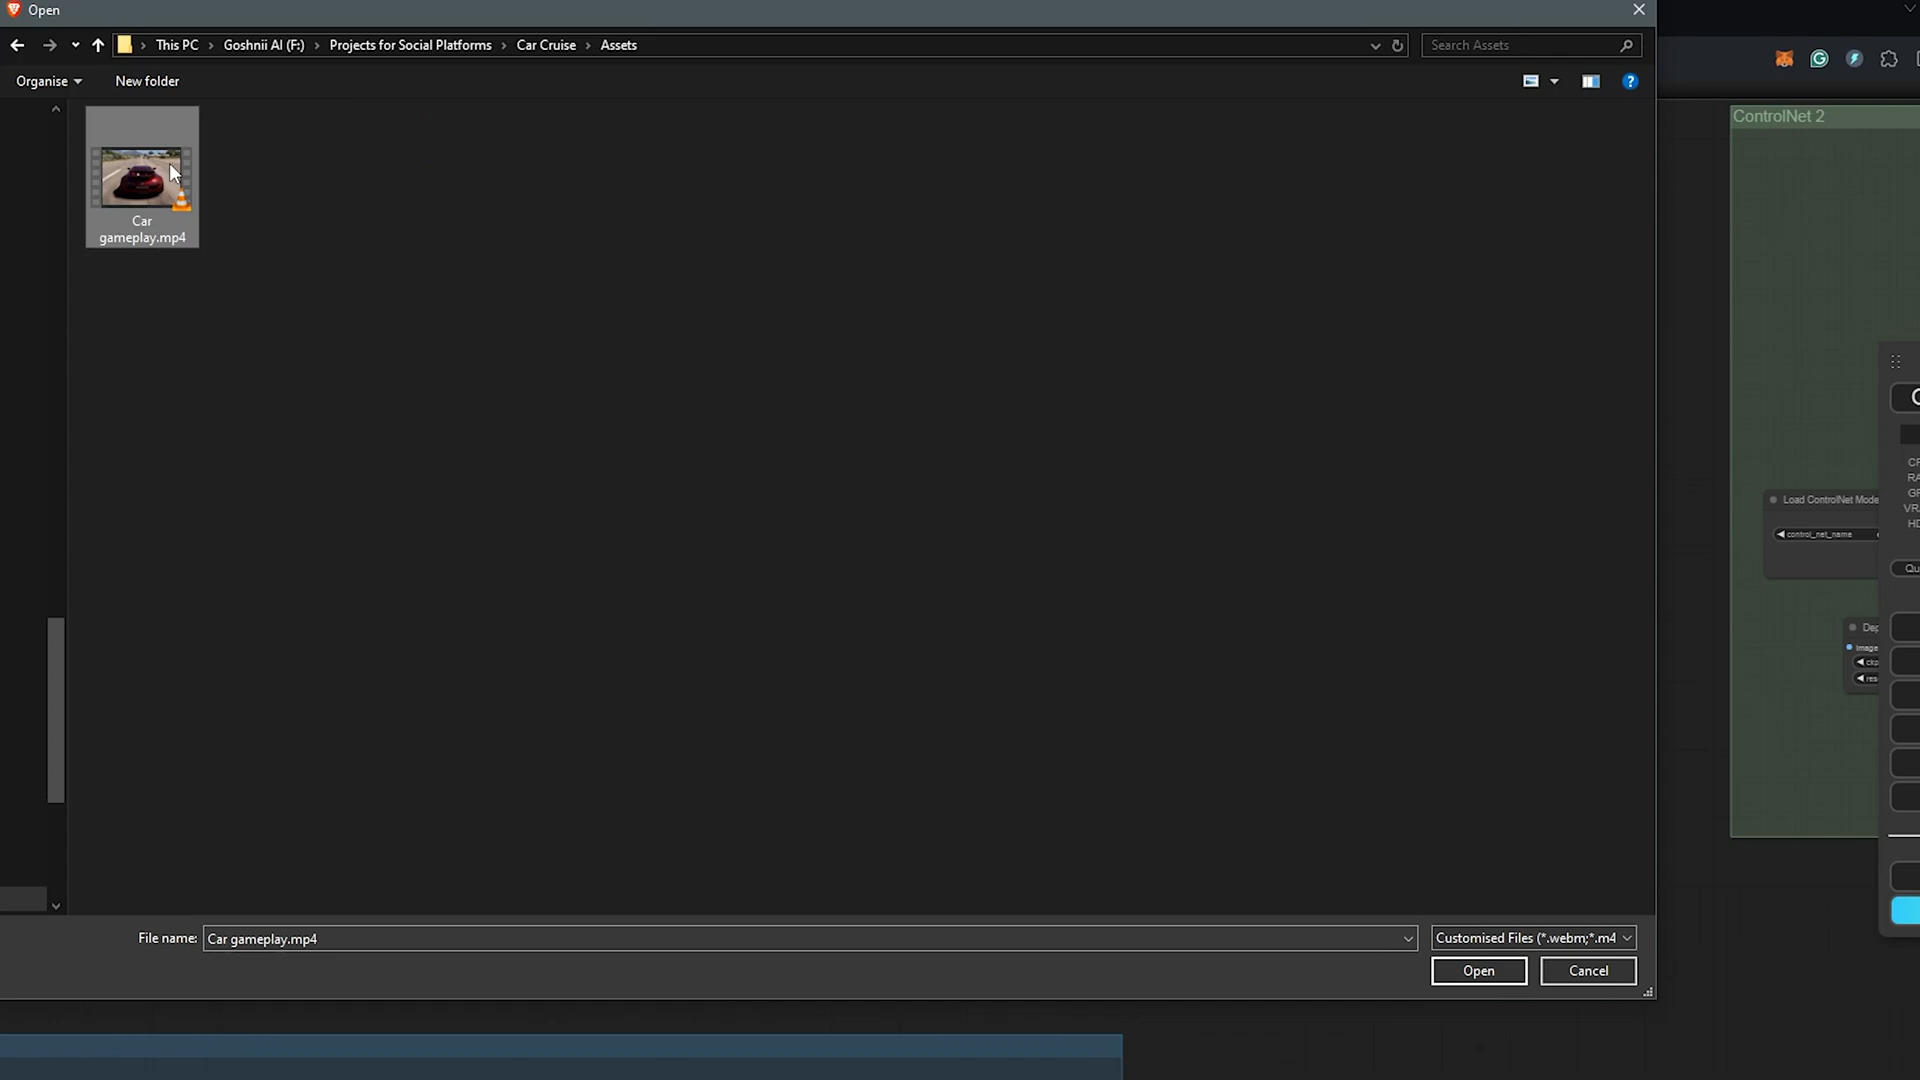 Open
This PC
Goshnii AI (F:)
Projects for Social Platforms
Car Cruise
Assets
Search Assets
Organise
New folder
Car
gameplay.mp4
ControlNet 2
Load ControlNet Mode
control_net_name
Image
File name:
Car gameplay.mp4
Customised Files (*.webm;*.m4
Open
Cancel